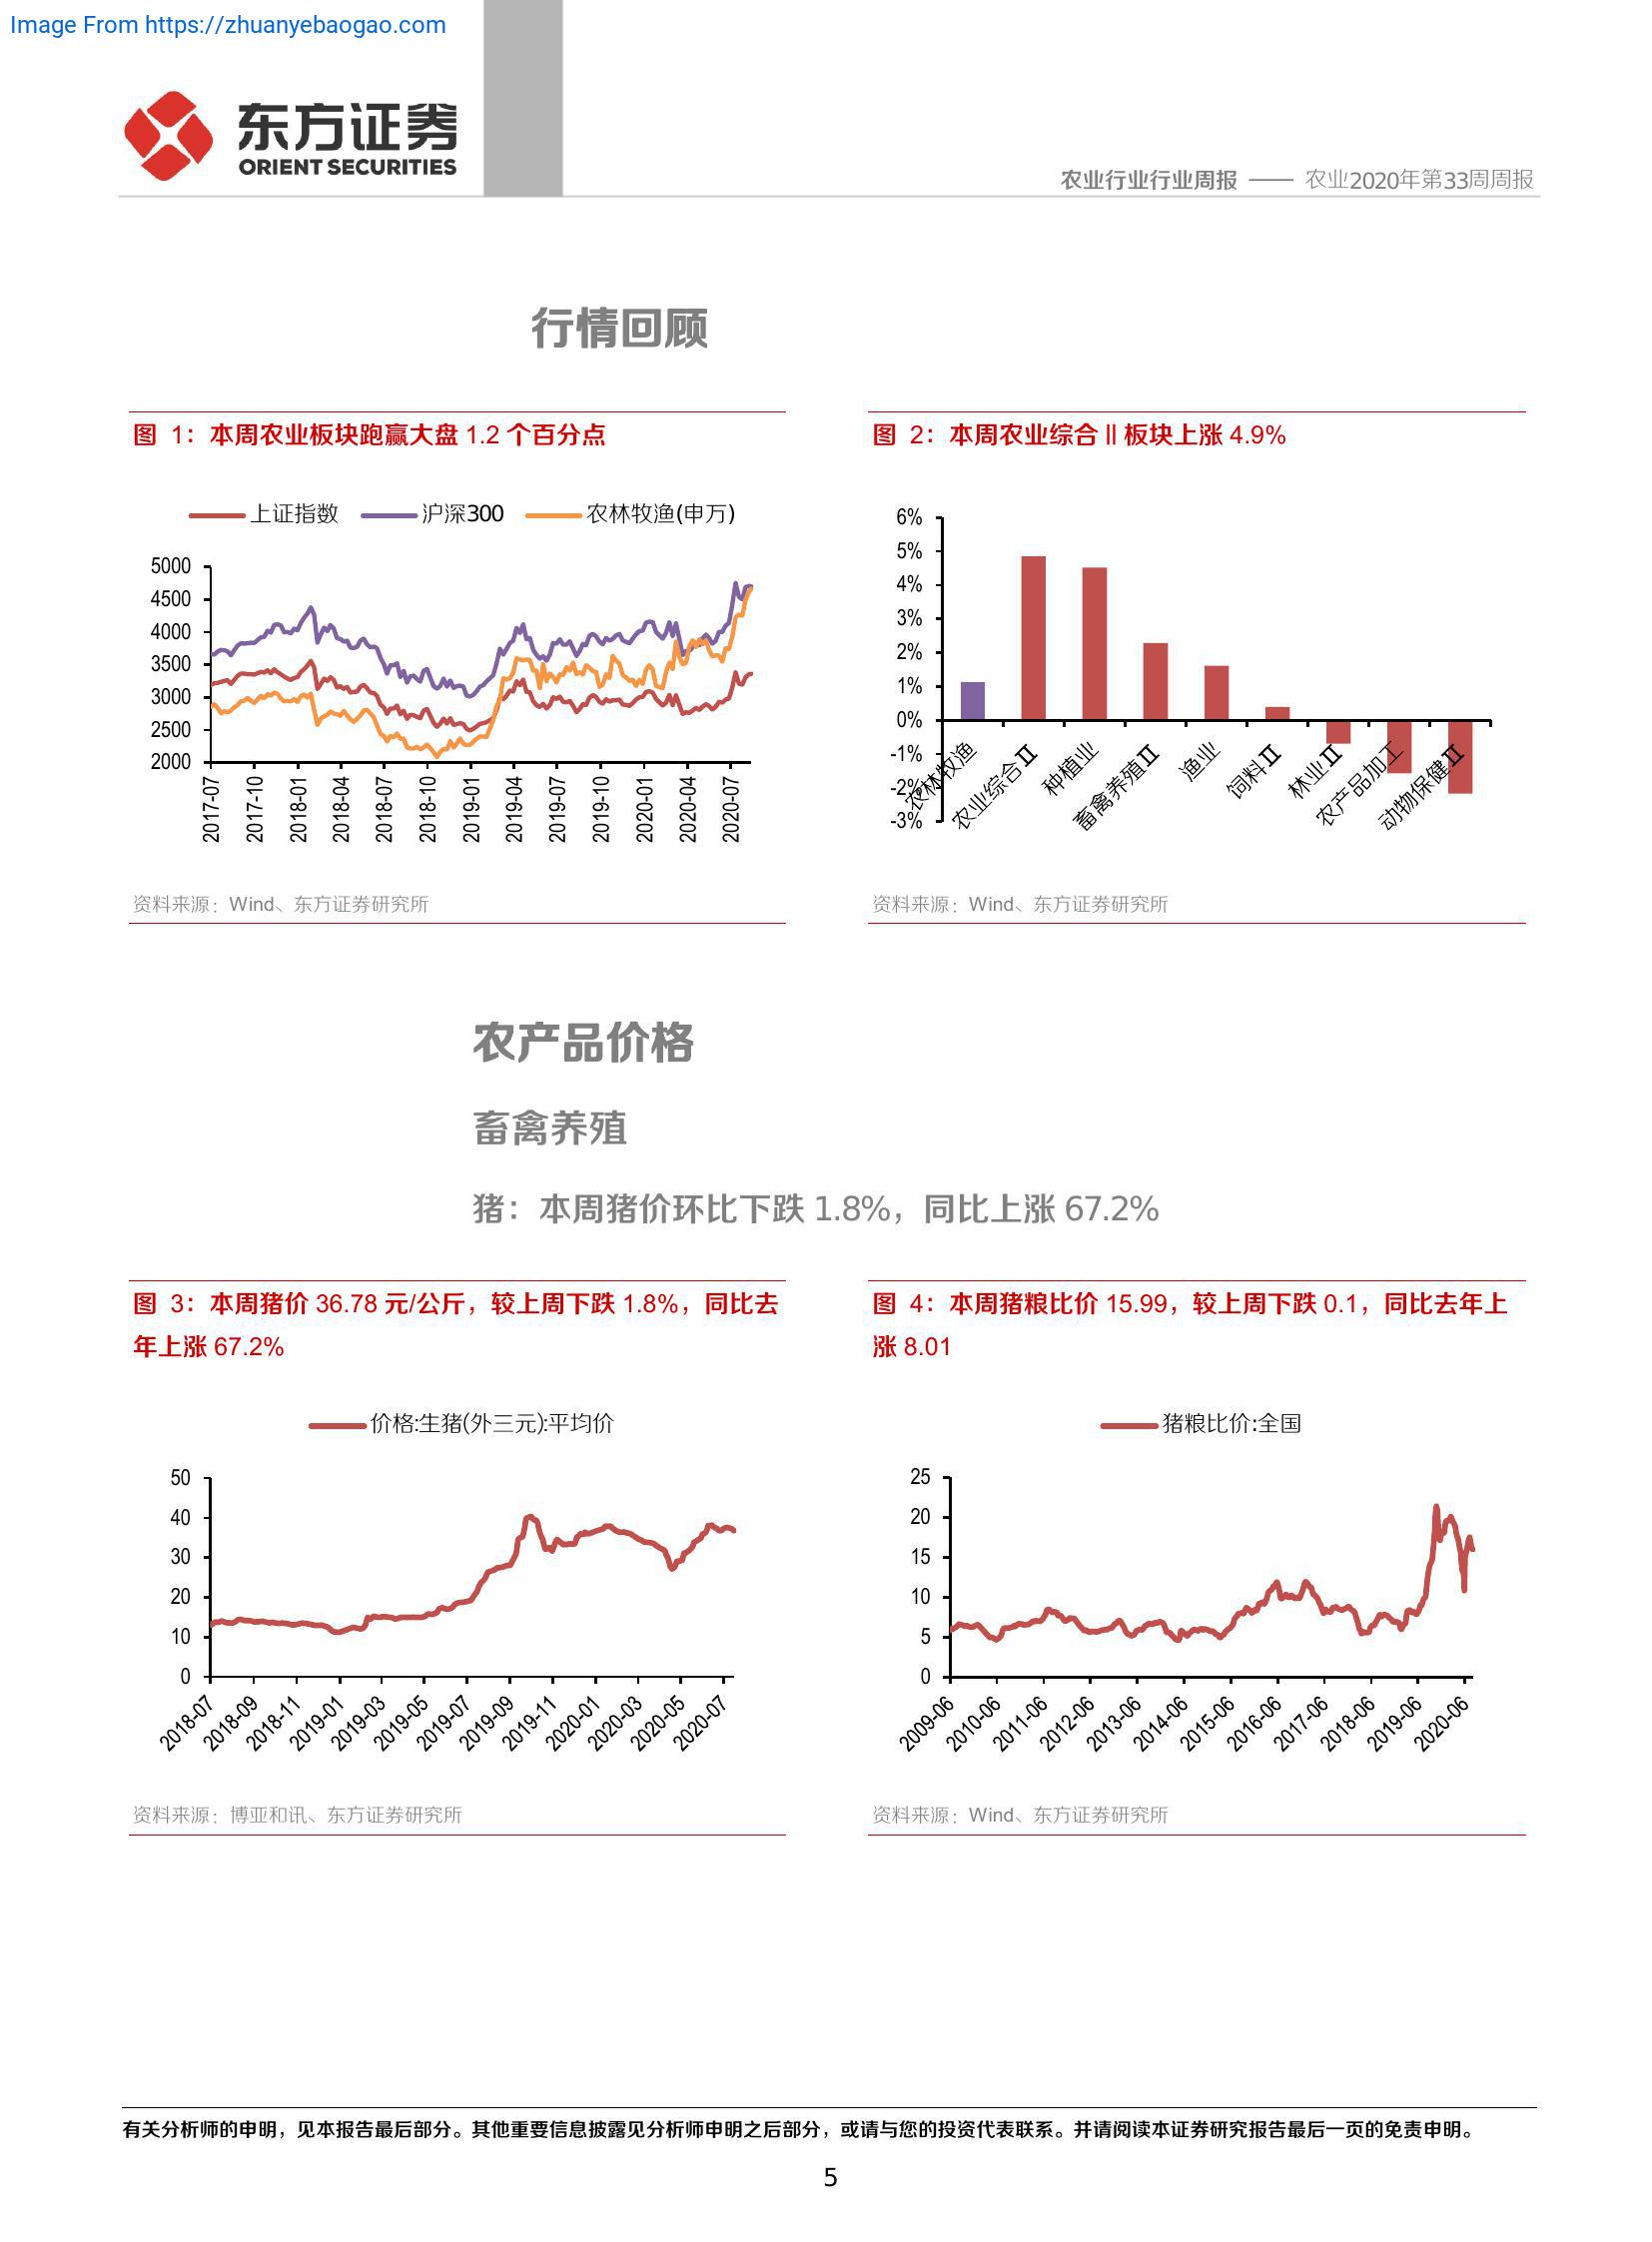 Image From https://zhuanyebaogao.com
东方证券
ORIENT SECURITIES
农业行业行业周报 —— 农业2020年第33周周报
行情回顾
图 1：本周农业板块跑赢大盘 1.2 个百分点
上证指数 沪深300 农林牧渔(申万)
5000
4500
4000
3500
3000
2500
2000
2017-07 2017-10 2018-01 2018-04 2018-07 2018-10 2019-01 2019-04 2019-07 2019-10 2020-01 2020-04 2020-07
资料来源：Wind、东方证券研究所
图 2：本周农业综合Ⅱ板块上涨 4.9%
6%
5%
4%
3%
2%
1%
0%
-1%
-2%
-3%
农林牧渔 农业综合Ⅱ 种植业 畜禽养殖Ⅱ 渔业 饲料Ⅱ 林业Ⅱ 农产品加工 动物保健Ⅱ
资料来源：Wind、东方证券研究所
农产品价格
畜禽养殖
猪：本周猪价环比下跌 1.8%，同比上涨 67.2%
图 3：本周猪价 36.78 元/公斤，较上周下跌 1.8%，同比去
年上涨 67.2%
价格:生猪(外三元):平均价
50
40
30
20
10
0
2018-07 2018-09 2018-11 2019-01 2019-03 2019-05 2019-07 2019-09 2019-11 2020-01 2020-03 2020-05 2020-07
资料来源：博亚和讯、东方证券研究所
图 4：本周猪粮比价 15.99，较上周下跌 0.1，同比去年上
涨 8.01
猪粮比价:全国
25
20
15
10
5
0
2009-06 2010-06 2011-06 2012-06 2013-06 2014-06 2015-06 2016-06 2017-06 2018-06 2019-06 2020-06
资料来源：Wind、东方证券研究所
有关分析师的申明，见本报告最后部分。其他重要信息披露见分析师申明之后部分，或请与您的投资代表联系。并请阅读本证券研究报告最后一页的免责申明。
5